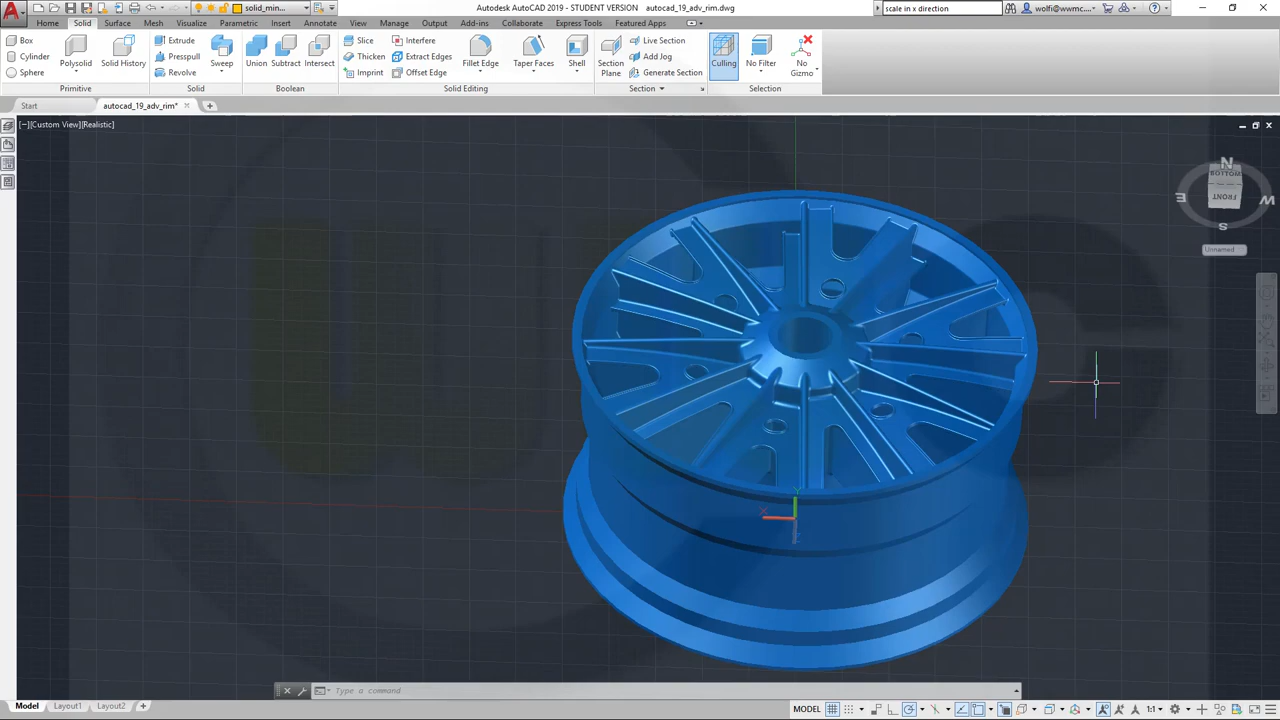 solid_min...
Autodesk AutoCAD 2019 - STUDENT VERSION autocad_19_adv_rim.dwg
scale in x direction
wolfi@wwmc...
Home Solid Surface Mesh Visualize Parametric Insert Annotate View Manage Output Add-ins Collaborate Express Tools Featured Apps
Box
Cylinder
Sphere
Polysolid
Solid History
Extrude
Presspull
Revolve
Sweep
Union
Subtract
Intersect
Slice
Thicken
Imprint
Interfere
Extract Edges
Offset Edge
Fillet Edge
Taper Faces
Shell
Section
Plane
Live Section
Add Jog
Generate Section
Culling
No Filter
No
Gizmo
Primitive
Solid
Boolean
Solid Editing
Section
Selection
Start
autocad_19_adv_rim*
[−][Custom View][Realistic]
N
BOTTOM
E
FRONT
W
S
Unnamed
X
Type a command
Model Layout1 Layout2
MODEL
1:1